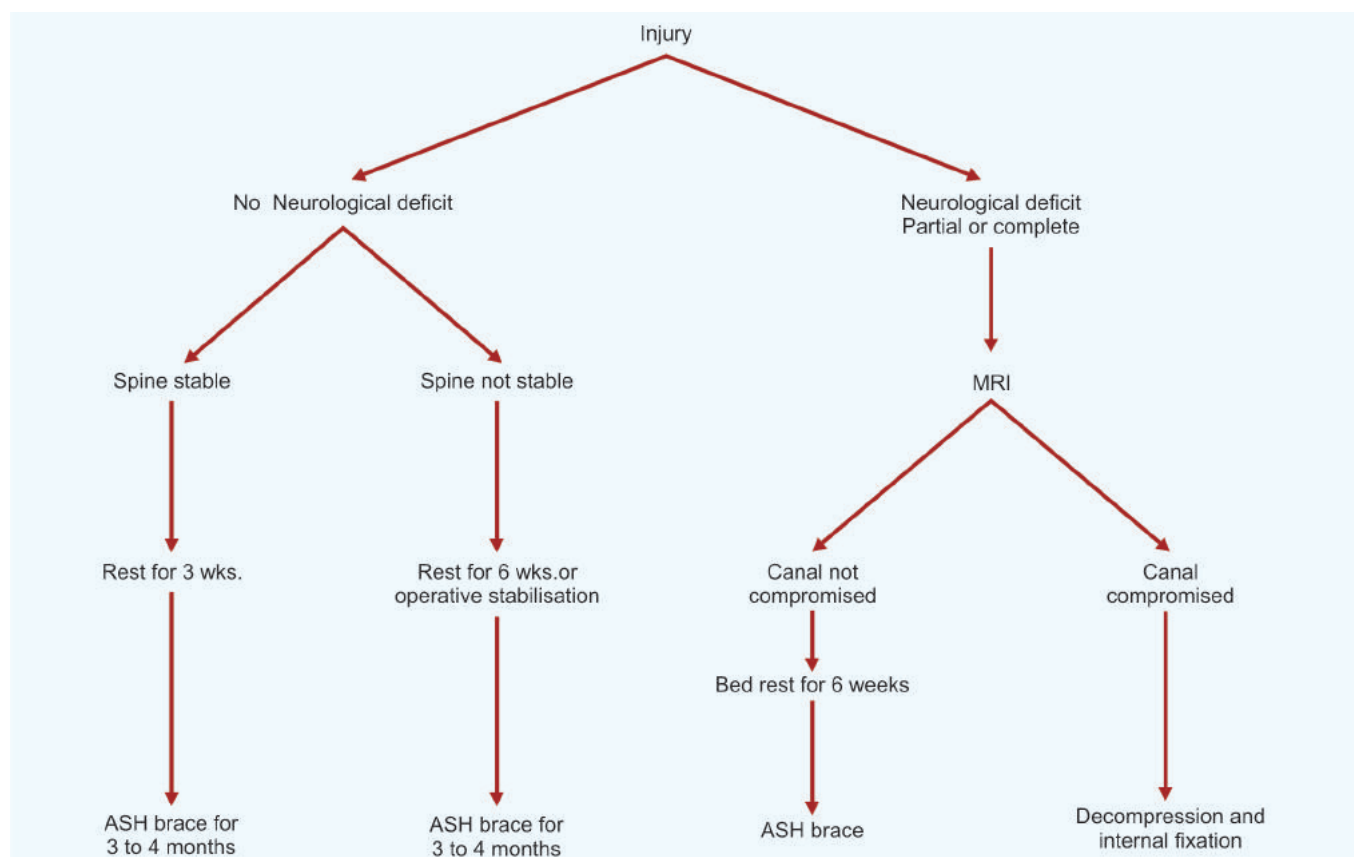 Injury
No Neurological deficit
Neurological deficit
Partial or complete
Spine stable
Spine not stable
MRI
Rest for 3 wks.
Rest for 6 wks.or
operative stabilisation
Canal not
compromised
Canal
compromised
Bed rest for 6 weeks
ASH brace for
3 to 4 months
ASH brace for
3 to 4 months
ASH brace
Decompression and
internal fixation